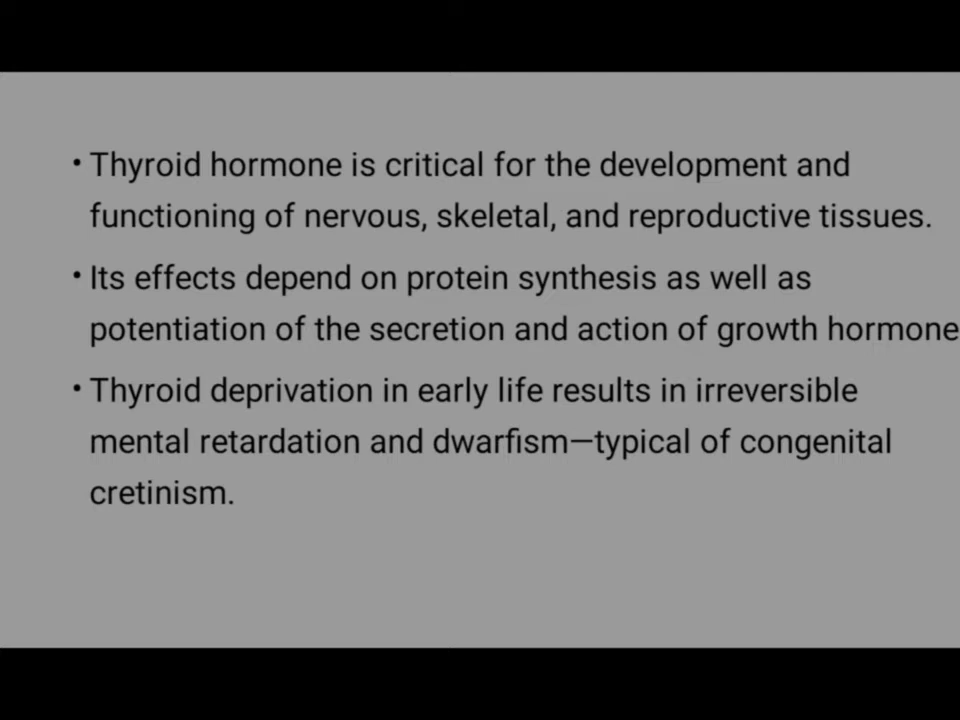 • Thyroid hormone is critical for the development and
functioning of nervous, skeletal, and reproductive tissues.
• Its effects depend on protein synthesis as well as
potentiation of the secretion and action of growth hormone
• Thyroid deprivation in early life results in irreversible
mental retardation and dwarfism—typical of congenital
cretinism.